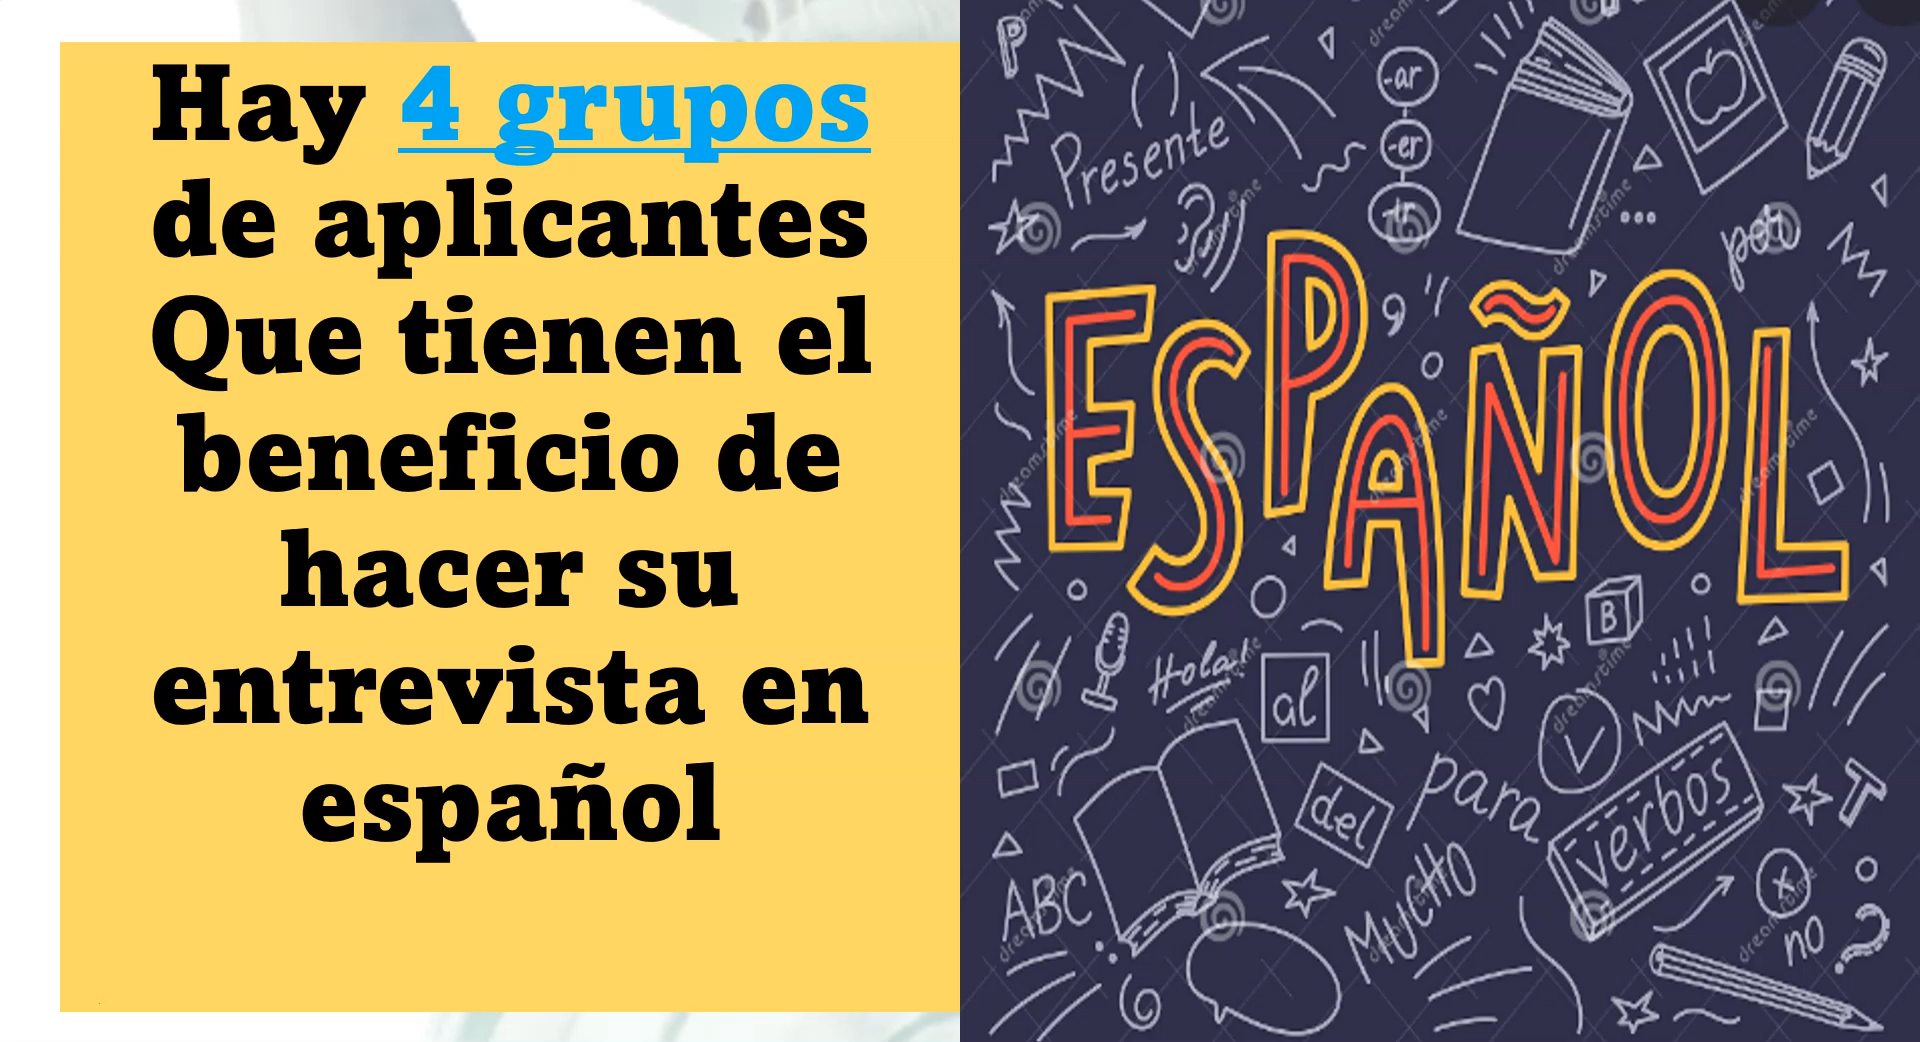 Hay 4 grupos
de aplicantes
Que tienen el
beneficio de
hacer su
entrevista en
español
P
Presente
-ar
-er
-ir
por
ESPAÑOL
B
Hola!
al
del
para
verbos
T
ABC
MUCHO
no ?
dreamstime